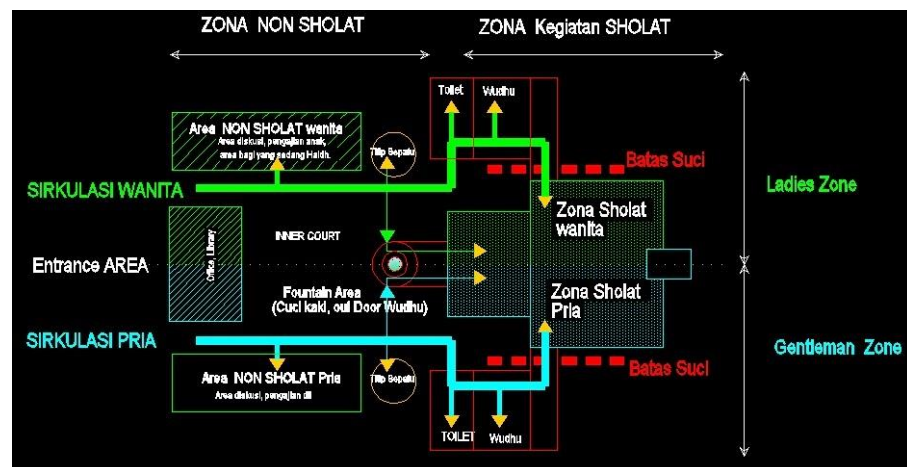 ZONA NON SHOLAT
ZONA Kegiatan SHOLAT
Toilet
Wudhu
Area NON SHOLAT wanita
Area diskusi, pengajian anak,
area bagi yang sedang Haidh.
Titip Sepatu
Batas Suci
SIRKULASI WANITA
Ladies Zone
Zona Sholat
wanita
INNER COURT
Office, Library
Entrance AREA
Fountain Area
(Cuci kaki, out Door Wudhu)
Zona Sholat
Pria
SIRKULASI PRIA
Gentleman Zone
Batas Suci
Area NON SHOLAT Pria
Area diskusi, pengajian dll
Titip Sepatu
TOILET
Wudhu